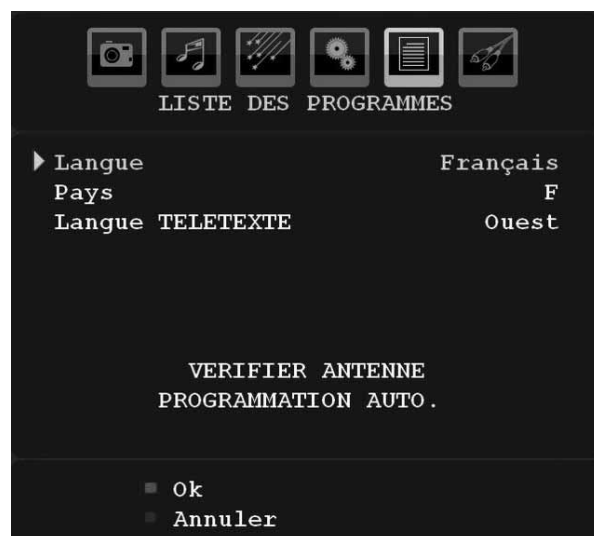 LISTE DES PROGRAMMES
Langue Français
Pays F
Langue TELETEXTE Ouest
VERIFIER ANTENNE
PROGRAMMATION AUTO.
Ok
Annuler